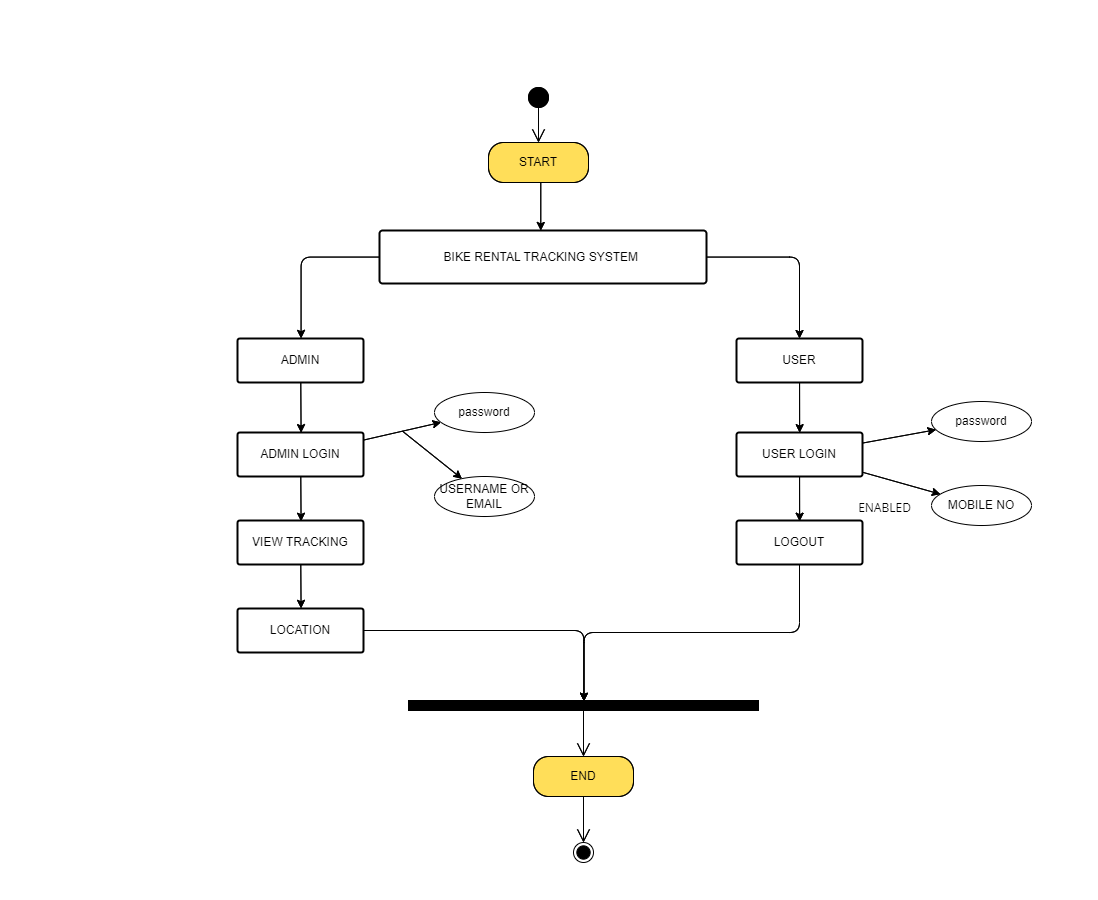 START
BIKE RENTAL TRACKING SYSTEM
ADMIN
USER
password
password
ADMIN LOGIN
USER LOGIN
USERNAME OR
EMAIL
MOBILE NO
ENABLED
VIEW TRACKING
LOGOUT
LOCATION
END